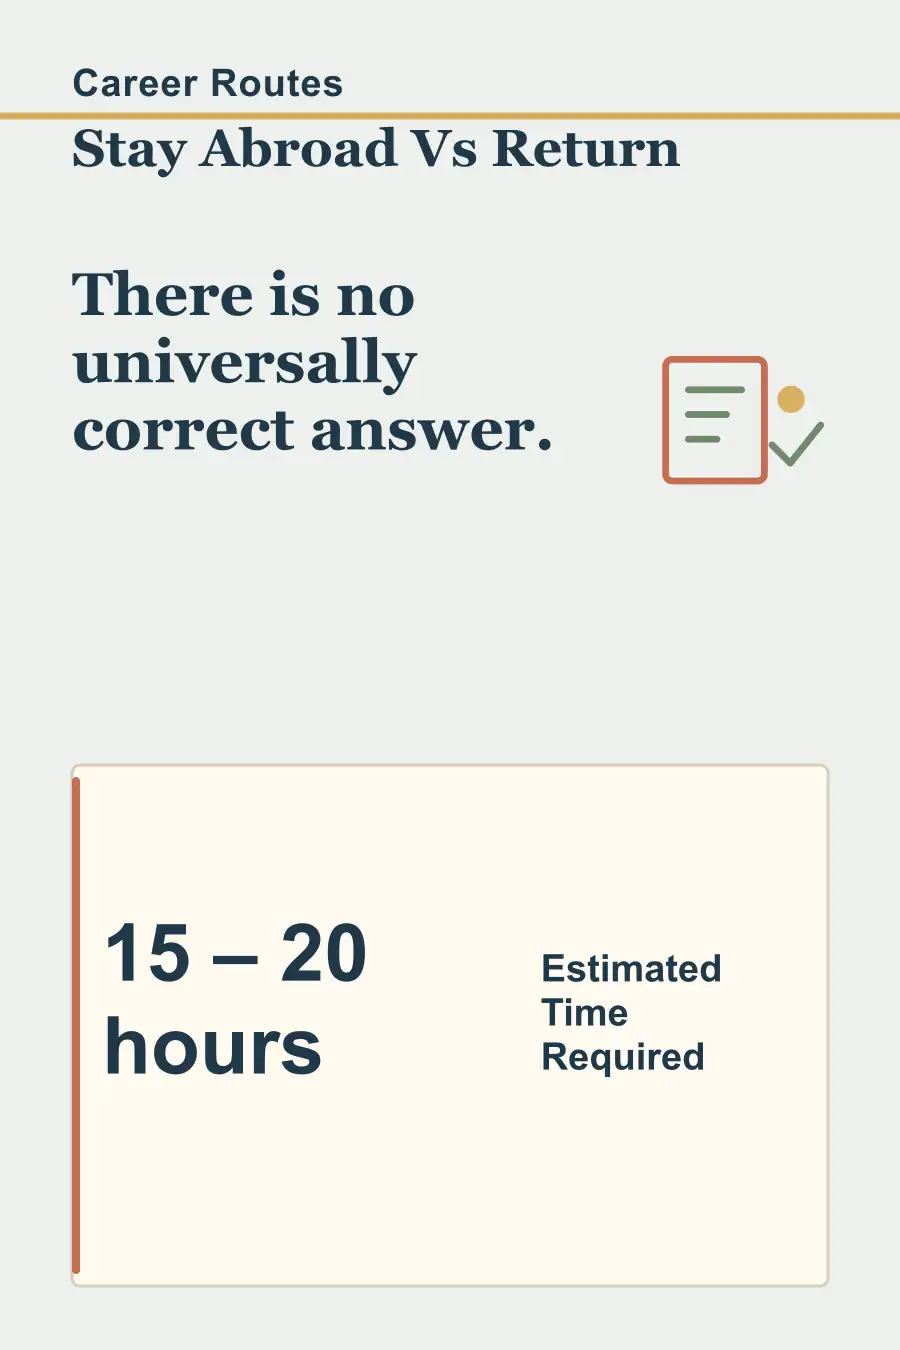 Career Routes
Stay Abroad Vs Return
There is no
universally
correct answer.
15 – 20
hours
Estimated
Time
Required